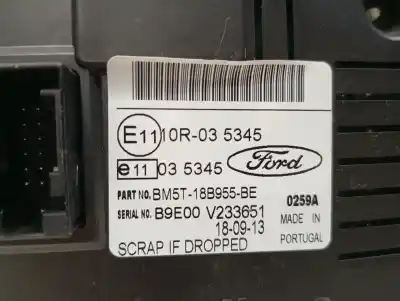 E11 10R-03 5345
e11 03 5345
Ford
PART NO. BM5T-18B955-BE 0259A
SERIAL NO. B9E00 V233651 MADE IN
18-09-13 PORTUGAL
SCRAP IF DROPPED